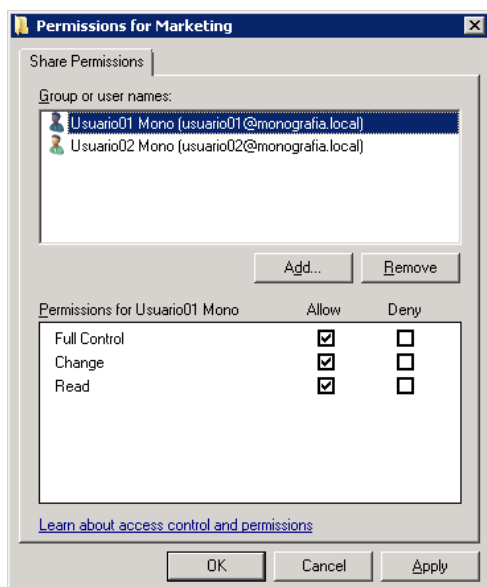 Permissions for Marketing
Share Permissions
Group or user names:
Usuario01 Mono (usuario01@monografia.local)
Usuario02 Mono (usuario02@monografia.local)
Add... Remove
Permissions for Usuario01 Mono Allow Deny
Full Control
Change
Read
Learn about access control and permissions
OK Cancel Apply